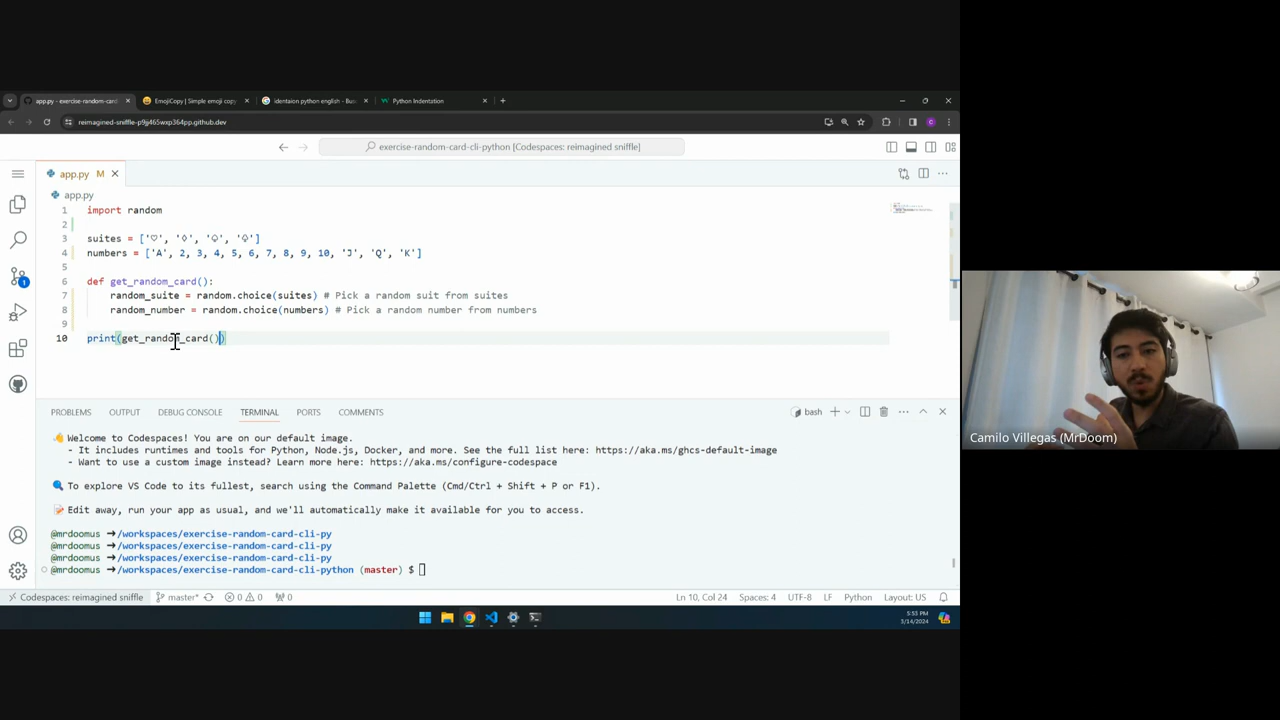 app.py - exercise-random-card-
EmojiCopy | Simple emoji copy
identaion python english - Bus
Python Indentation
reimagined-sniffle-p9jj465wxp364pp.github.dev
exercise-random-card-cli-python [Codespaces: reimagined sniffle]
app.py M
app.py
1 import random
2
3 suites = ['♡', '♢', '♤', '♧']
4 numbers = ['A', 2, 3, 4, 5, 6, 7, 8, 9, 10, 'J', 'Q', 'K']
5
6 def get_random_card():
7 random_suite = random.choice(suites) # Pick a random suit from suites
8 random_number = random.choice(numbers) # Pick a random number from numbers
9
10 print(get_random_card())
PROBLEMS OUTPUT DEBUG CONSOLE TERMINAL PORTS COMMENTS
bash
👋 Welcome to Codespaces! You are on our default image.
- It includes runtimes and tools for Python, Node.js, Docker, and more. See the full list here: https://aka.ms/ghcs-default-image
- Want to use a custom image instead? Learn more here: https://aka.ms/configure-codespace
🔍 To explore VS Code to its fullest, search using the Command Palette (Cmd/Ctrl + Shift + P or F1).
📝 Edit away, run your app as usual, and we'll automatically make it available for you to access.
@mrdoomus ➜/workspaces/exercise-random-card-cli-py
@mrdoomus ➜/workspaces/exercise-random-card-cli-py
@mrdoomus ➜/workspaces/exercise-random-card-cli-py
@mrdoomus ➜/workspaces/exercise-random-card-cli-python (master) $
Codespaces: reimagined sniffle master* 0 0 0 Ln 10, Col 24 Spaces: 4 UTF-8 LF Python Layout: US
5:55 PM
3/14/2024
Camilo Villegas (MrDoom)